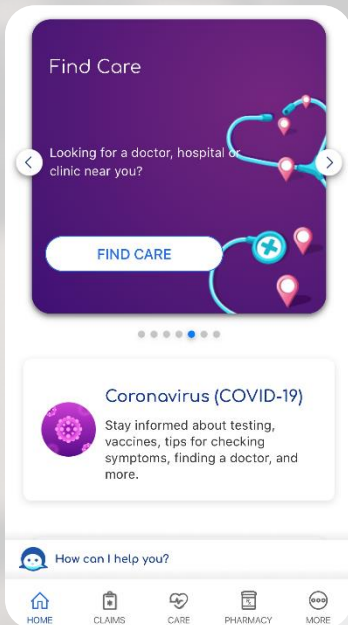 Find Care
Looking for a doctor, hospital or
clinic near you?
FIND CARE
Coronavirus (COVID-19)
Stay informed about testing,
vaccines, tips for checking
symptoms, finding a doctor, and
more.
How can I help you?
HOME CLAIMS CARE PHARMACY MORE